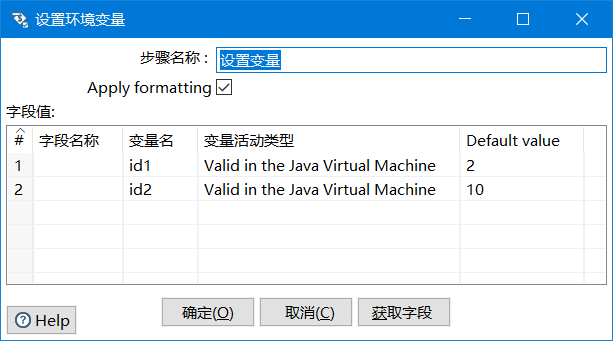 设置环境变量
步骤名称： 设置变量
Apply formatting
字段值:
# 字段名称 变量名 变量活动类型 Default value
1 id1 Valid in the Java Virtual Machine 2
2 id2 Valid in the Java Virtual Machine 10
Help 确定(O) 取消(C) 获取字段